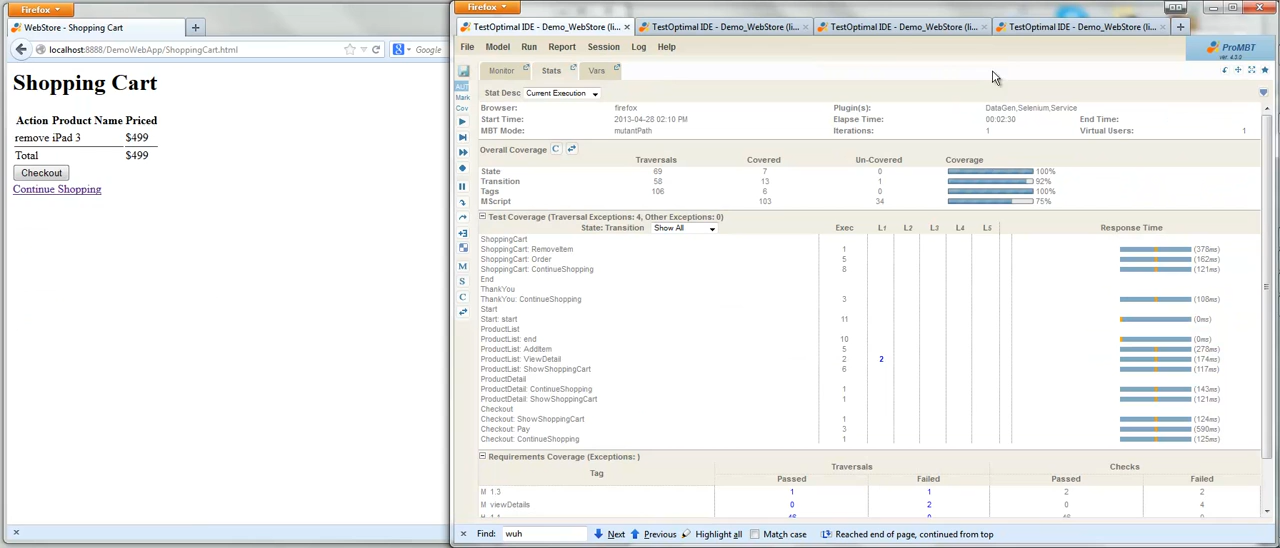 Firefox
WebStore - Shopping Cart
localhost:8888/DemoWebApp/ShoppingCart.html
Google
Shopping Cart
Action Product Name Priced
remove iPad 3 $499
Total $499
Checkout
Continue Shopping
Firefox
TestOptimal IDE - Demo_WebStore (li...
TestOptimal IDE - Demo_WebStore (li...
TestOptimal IDE - Demo_WebStore (li...
TestOptimal IDE - Demo_WebStore (li...
File Model Run Report Session Log Help
ProMBT
ver. 4.3.0
Monitor Stats Vars
AUT
Mark
Cov
M
S
C
Stat Desc Current Execution
Browser: firefox Plugin(s): DataGen,Selenium,Service
Start Time: 2013-04-28 02:10 PM Elapse Time: 00:02:30 End Time:
MBT Mode: mutantPath Iterations: 1 Virtual Users: 1
Overall Coverage C
Traversals Covered Un-Covered Coverage
State 69 7 0 100%
Transition 58 13 1 92%
Tags 106 6 0 100%
MScript 103 34 75%
Test Coverage (Traversal Exceptions: 4, Other Exceptions: 0)
State: Transition Show All Exec L1 L2 L3 L4 L5 Response Time
ShoppingCart
ShoppingCart: RemoveItem 1 (378ms)
ShoppingCart: Order 5 (162ms)
ShoppingCart: ContinueShopping 8 (121ms)
End
ThankYou
ThankYou: ContinueShopping 3 (108ms)
Start
Start: start 11 (0ms)
ProductList
ProductList: end 10 (0ms)
ProductList: AddItem 5 (278ms)
ProductList: ViewDetail 2 2 (174ms)
ProductList: ShowShoppingCart 6 (117ms)
ProductDetail
ProductDetail: ContinueShopping 1 (143ms)
ProductDetail: ShowShoppingCart 1 (121ms)
Checkout
Checkout: ShowShoppingCart 1 (124ms)
Checkout: Pay 3 (590ms)
Checkout: ContinueShopping 1 (125ms)
Requirements Coverage (Exceptions: )
Traversals Checks
Tag Passed Failed Passed Failed
M 1.3 1 1 2 2
M viewDetails 0 2 0 4
Find: wuh Next Previous Highlight all Match case Reached end of page, continued from top